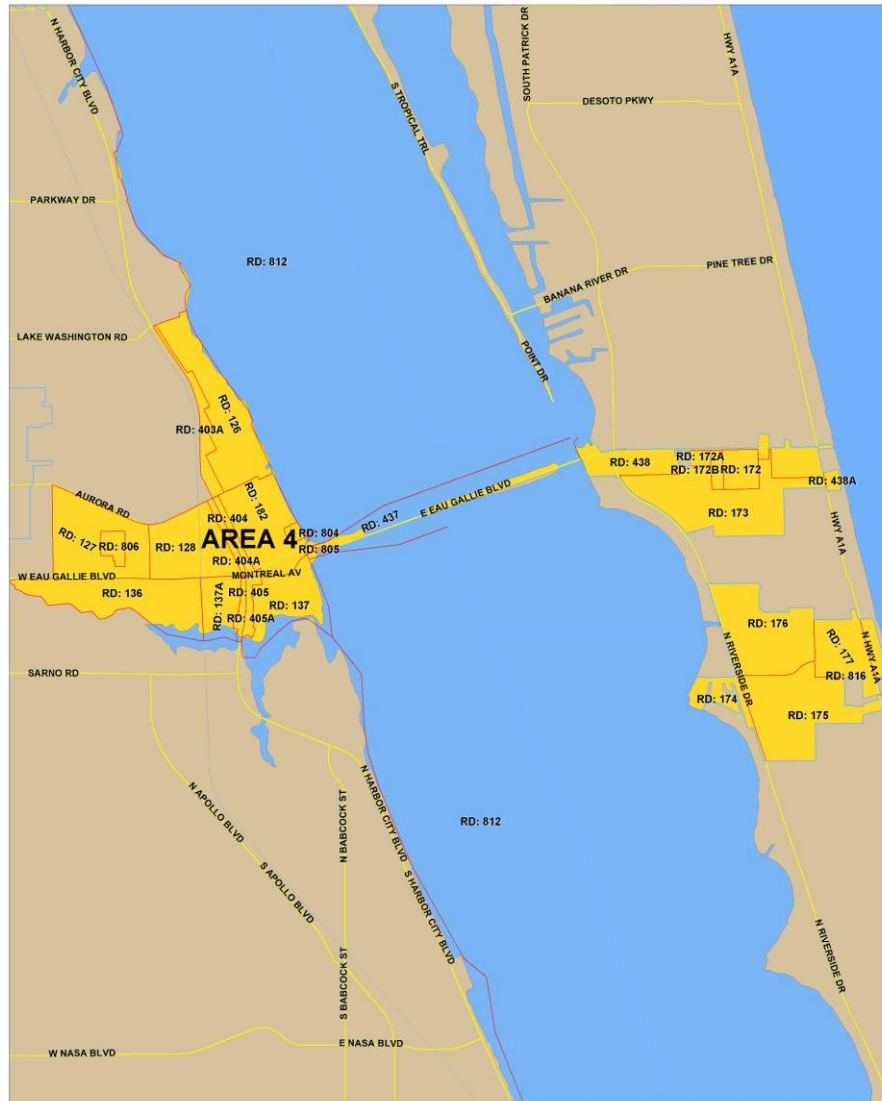 N HARBOR CITY BLVD
S TROPICAL TRL
SOUTH PATRICK DR
HWY A1A
DESOTO PKWY
PARKWAY DR
RD: 812
BANANA RIVER DR
PINE TREE DR
LAKE WASHINGTON RD
POINT DR
RD: 126
RD: 403A
RD: 438
RD: 172A
RD: 172B
RD: 172
RD: 438A
E EAU GALLIE BLVD
AURORA RD
RD: 182
RD: 404
RD: 437
RD: 173
HWY A1A
RD: 127
RD: 806
RD: 128
AREA 4
RD: 804
RD: 805
RD: 404A
MONTREAL AV
W EAU GALLIE BLVD
RD: 136
RD: 137A
RD: 405
RD: 137
RD: 405A
RD: 176
RD: 177
N HWY A1A
SARNO RD
N RIVERSIDE DR
RD: 816
RD: 174
RD: 175
N APOLLO BLVD
N BABCOCK ST
N HARBOR CITY BLVD
RD: 812
S APOLLO BLVD
S HARBOR CITY BLVD
N RIVERSIDE DR
S BABCOCK ST
W NASA BLVD
E NASA BLVD